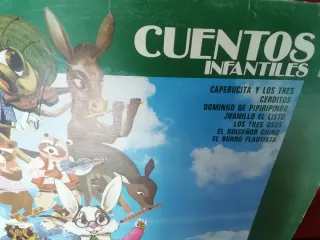 CUENTOS
INFANTILES
CAPERUCITA Y LOS TRES
CERDITOS
DOMINGO DE PIPIRIPINGO
JUANILLO EL LISTO
LOS TRES OSOS
EL RUISEÑOR CHINO
EL BURRO FLAUTISTA